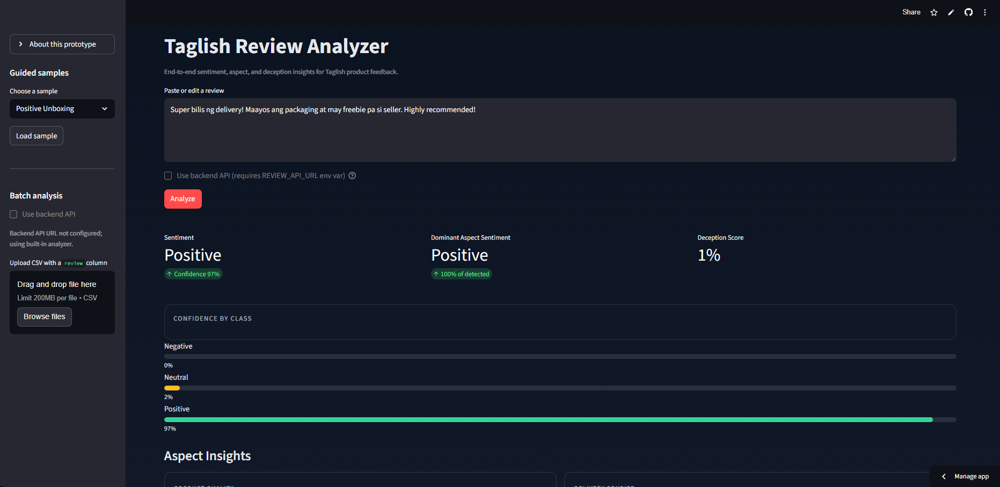 Share
About this prototype
Guided samples
Choose a sample
Positive Unboxing
Load sample
Batch analysis
Use backend API
Backend API URL not configured;
using built-in analyzer.
Upload CSV with a review column
Drag and drop file here
Limit 200MB per file • CSV
Browse files
Taglish Review Analyzer
End-to-end sentiment, aspect, and deception insights for Taglish product feedback.
Paste or edit a review
Super bilis ng delivery! Maayos ang packaging at may freebie pa si seller. Highly recommended!
Use backend API (requires REVIEW_API_URL env var)
Analyze
Sentiment
Positive
↑ Confidence 97%
Dominant Aspect Sentiment
Positive
↑ 100% of detected
Deception Score
1%
CONFIDENCE BY CLASS
Negative
0%
Neutral
2%
Positive
97%
Aspect Insights
PRODUCT QUALITY
DELIVERY COURIER
Manage app